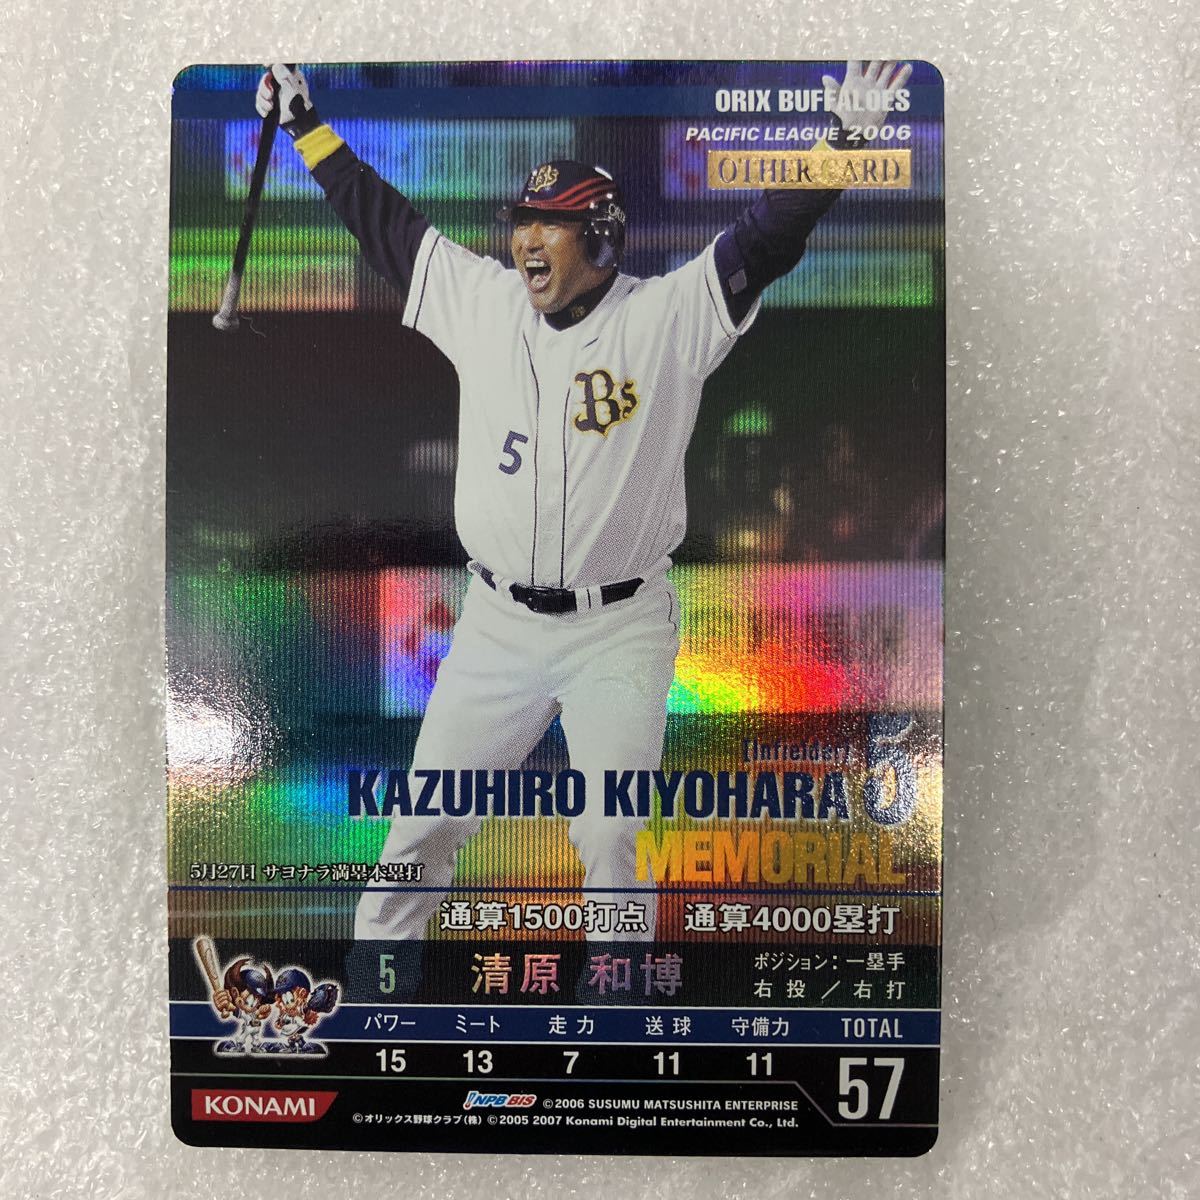 ORIX BUFFALOES
PACIFIC LEAGUE 2006
OTHER CARD
Bs
Bs
5
[Infielder]
KAZUHIRO KIYOHARA 5
MEMORIAL
5月27日 サヨナラ満塁本塁打
通算1500打点 通算4000塁打
5 清原 和博
ポジション：一塁手
右投／右打
パワー ミート 走力 送球 守備力 TOTAL
15 13 7 11 11 57
KONAMI
NPB BIS ©2006 SUSUMU MATSUSHITA ENTERPRISE
©オリックス野球クラブ(株) ©2005 2007 Konami Digital Entertainment Co., Ltd.